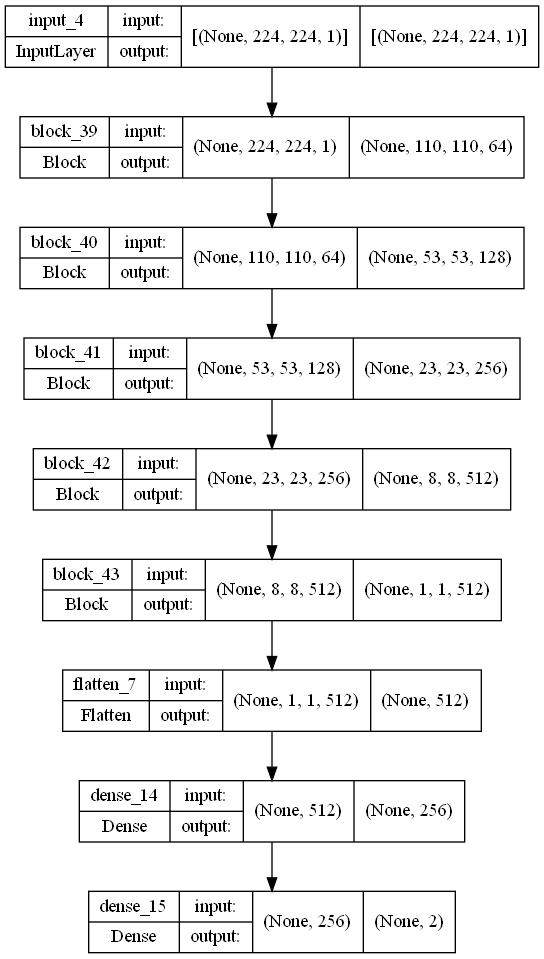 input_4 input: [(None, 224, 224, 1)] [(None, 224, 224, 1)]
InputLayer output:
block_39 input: (None, 224, 224, 1) (None, 110, 110, 64)
Block output:
block_40 input: (None, 110, 110, 64) (None, 53, 53, 128)
Block output:
block_41 input: (None, 53, 53, 128) (None, 23, 23, 256)
Block output:
block_42 input: (None, 23, 23, 256) (None, 8, 8, 512)
Block output:
block_43 input: (None, 8, 8, 512) (None, 1, 1, 512)
Block output:
flatten_7 input: (None, 1, 1, 512) (None, 512)
Flatten output:
dense_14 input: (None, 512) (None, 256)
Dense output:
dense_15 input: (None, 256) (None, 2)
Dense output: